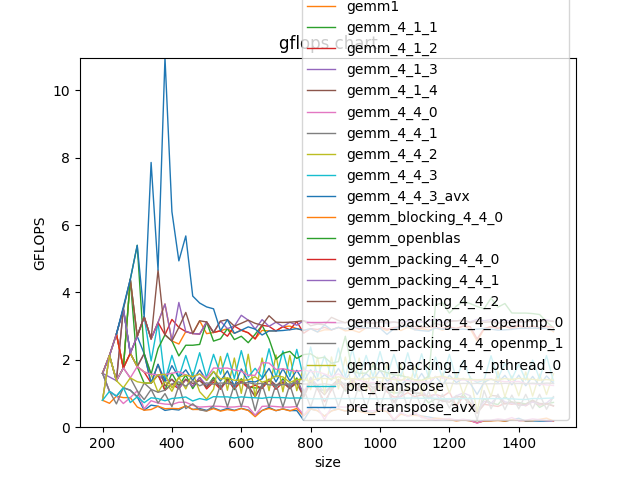 gflops chart
gemm1
gemm_4_1_1
gemm_4_1_2
gemm_4_1_3
gemm_4_1_4
gemm_4_4_0
gemm_4_4_1
gemm_4_4_2
gemm_4_4_3
gemm_4_4_3_avx
gemm_blocking_4_4_0
gemm_openblas
gemm_packing_4_4_0
gemm_packing_4_4_1
gemm_packing_4_4_2
gemm_packing_4_4_openmp_0
gemm_packing_4_4_openmp_1
gemm_packing_4_4_pthread_0
pre_transpose
pre_transpose_avx
GFLOPS
10
8
6
4
2
0
200 400 600 800 1000 1200 1400
size